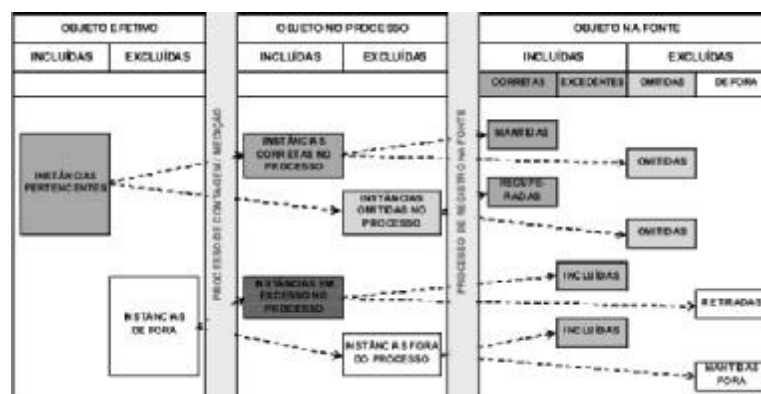 OBJETO EFETIVO
OBJETO NO PROCESSO
OBJETO NA FONTE
INCLUÍDAS
EXCLUÍDAS
INCLUÍDAS
EXCLUÍDAS
INCLUÍDAS
EXCLUÍDAS
CORRETAS
EXCEDENTES
OMITIDAS
DE FORA
PROCESSO DE CONTAGEM / MEDIÇÃO
PROCESSO DE REGISTRO NA FONTE
INSTÂNCIAS
PERTENCENTES
INSTÂNCIAS
CORRETAS NO
PROCESSO
MANTIDAS
OMITIDAS
INSTÂNCIAS
OMITIDAS NO
PROCESSO
RECUPE-
RADAS
OMITIDAS
INSTÂNCIAS
DE FORA
INSTÂNCIAS EM
EXCESSO NO
PROCESSO
INCLUÍDAS
RETIRADAS
INSTÂNCIAS FORA
DO PROCESSO
INCLUÍDAS
MANTIDAS
FORA